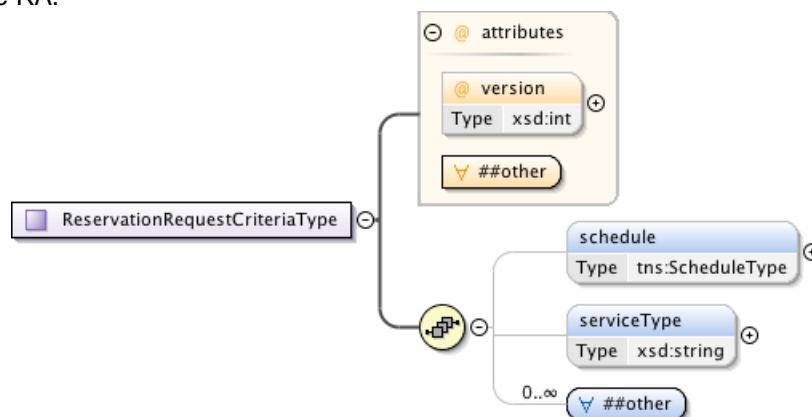 attributes
@ version
Type xsd:int
∀ ##other
ReservationRequestCriteriaType
schedule
Type tns:ScheduleType
serviceType
Type xsd:string
0..∞
∀ ##other